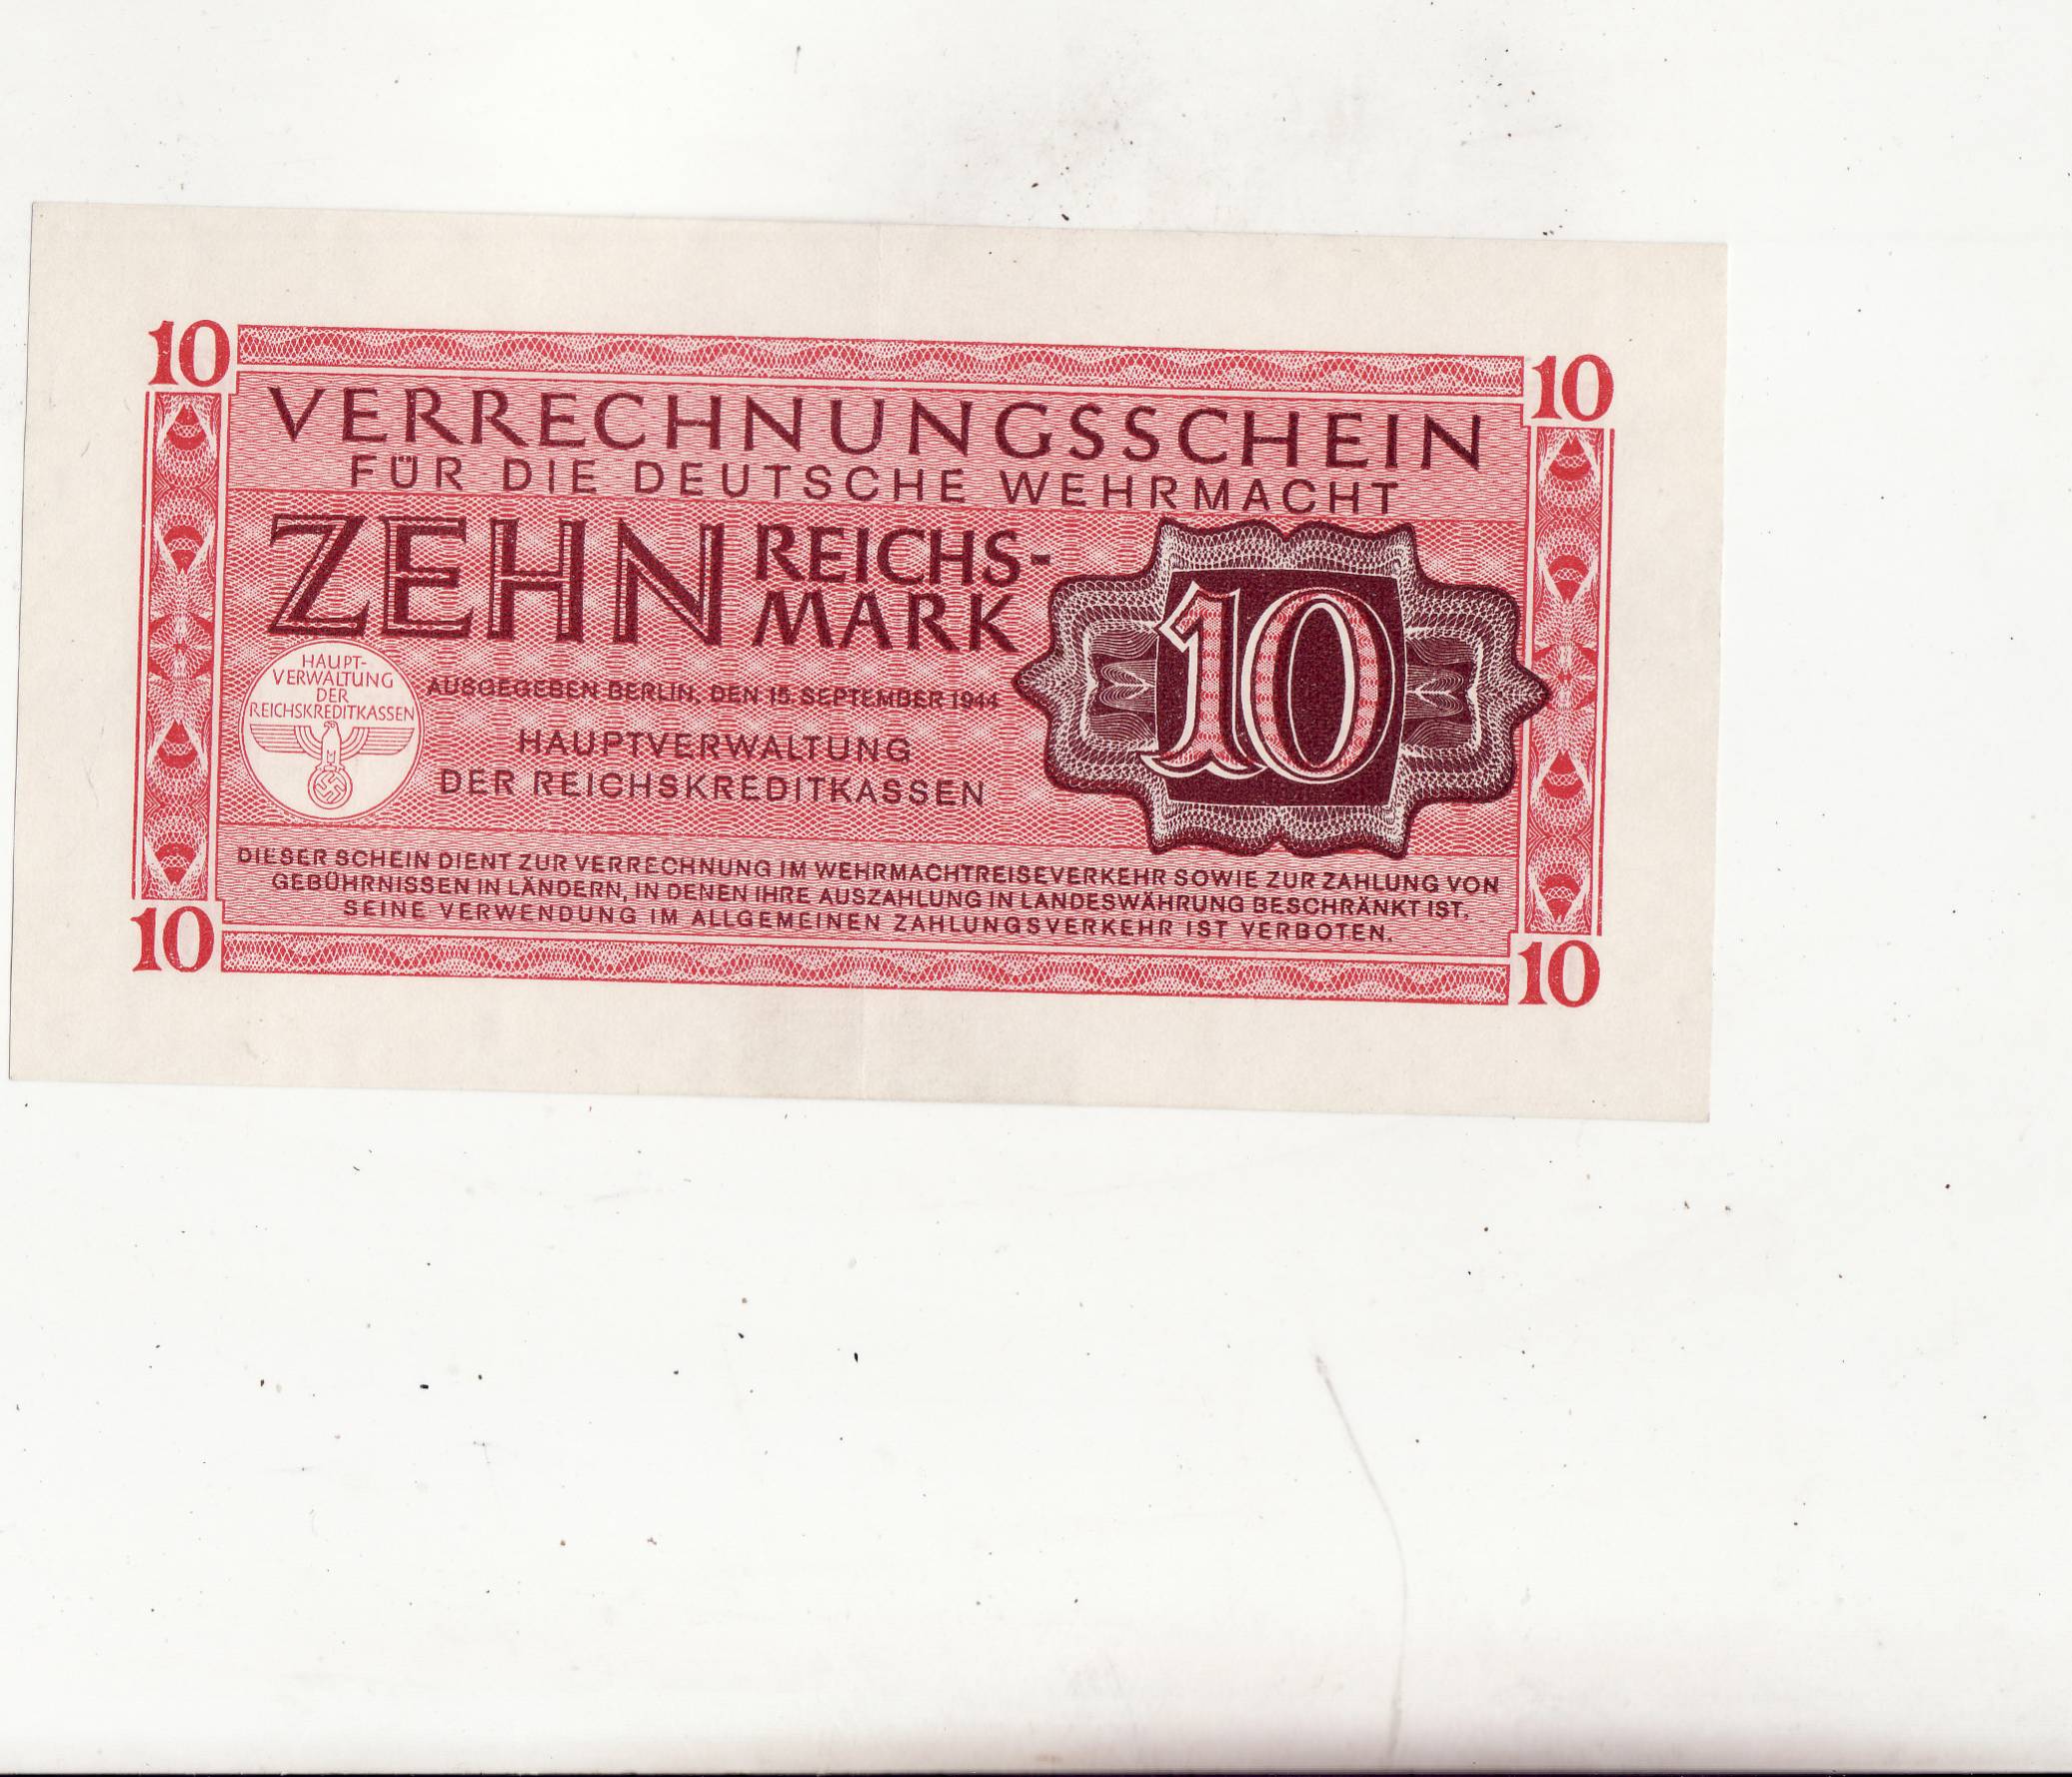 10
10
VERRECHNUNGSSCHEIN
FÜR DIE DEUTSCHE WEHRMACHT
ZEHN REICHS-
MARK
10
HAUPT-
VERWALTUNG
DER
REICHSKREDITKASSEN
AUSGEGEBEN BERLIN, DEN 15. SEPTEMBER 1944
HAUPTVERWALTUNG
DER REICHSKREDITKASSEN
DIESER SCHEIN DIENT ZUR VERRECHNUNG IM WEHRMACHTREISEVERKEHR SOWIE ZUR ZAHLUNG VON
GEBÜHRNISSEN IN LÄNDERN, IN DENEN IHRE AUSZAHLUNG IN LANDESWÄHRUNG BESCHRÄNKT IST.
SEINE VERWENDUNG IM ALLGEMEINEN ZAHLUNGSVERKEHR IST VERBOTEN.
10
10